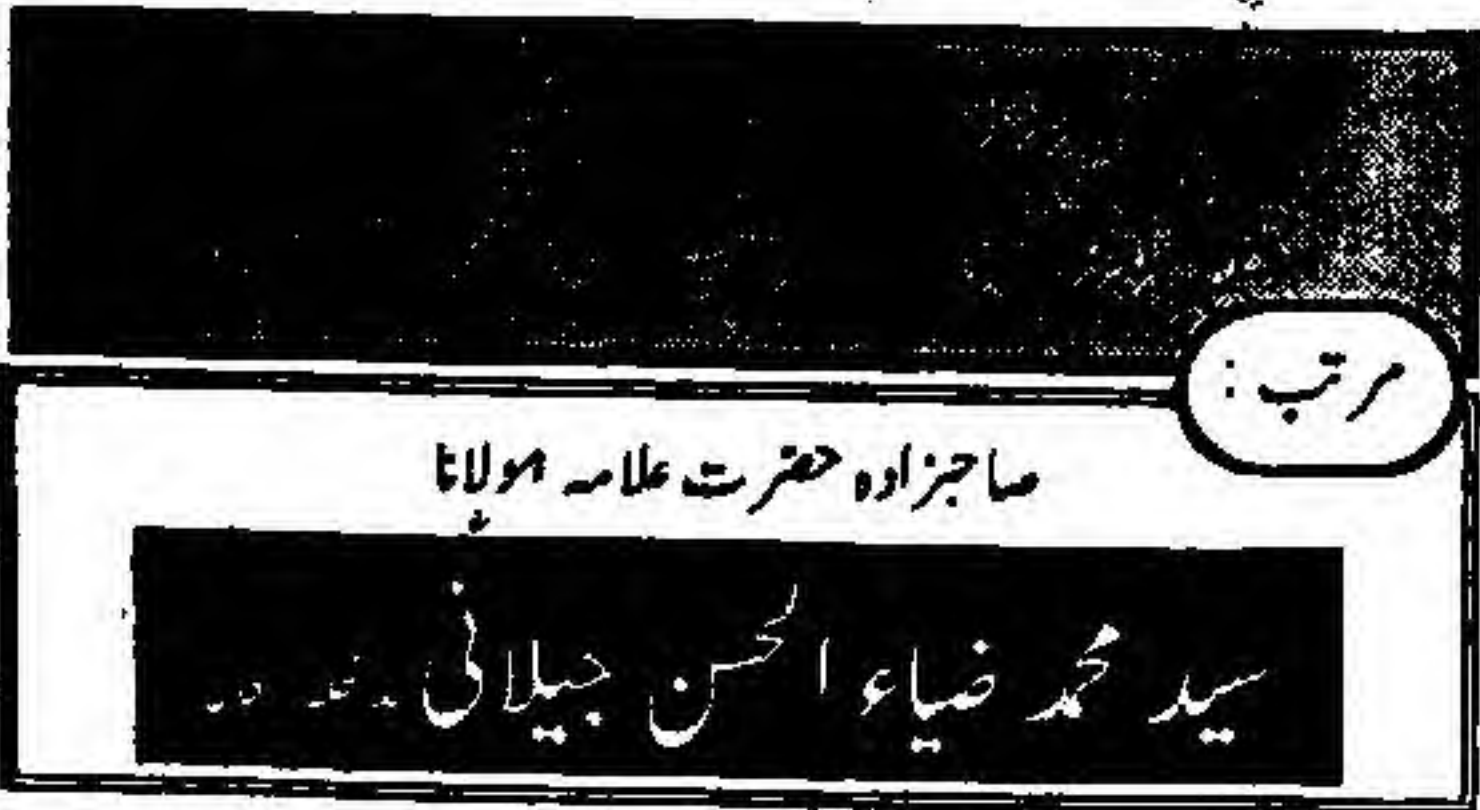 مرتب :
صاحبزادہ حضرت علامہ مولانا
سید محمد ضیاء الحسن جیلانی